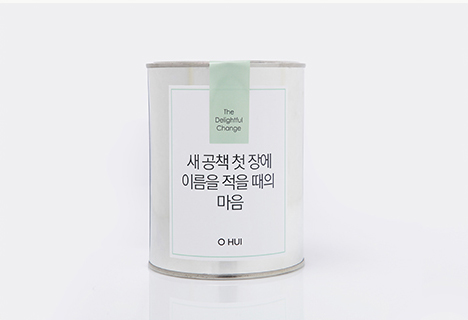 The
Delightful
Change
새 공책 첫 장에
이름을 적을 때의
마음
O HUI